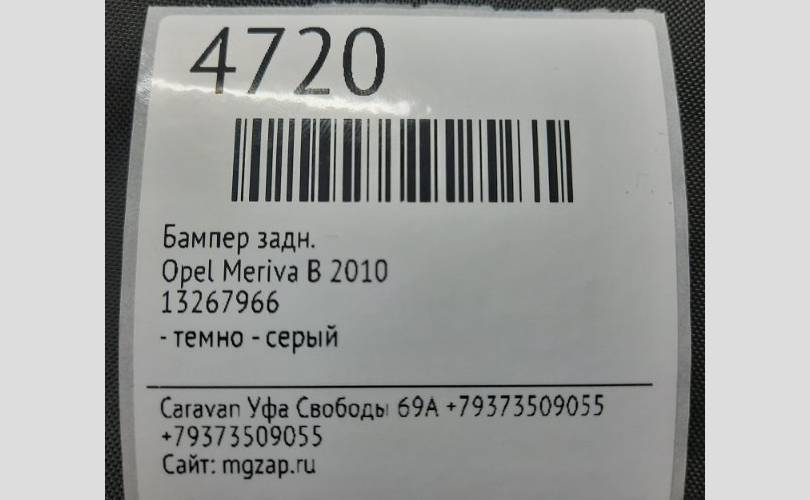 4720
Бампер задн.
Opel Meriva B 2010
13267966
- темно - серый
Caravan Уфа Свободы 69А +79373509055
+79373509055
Сайт: mgzap.ru